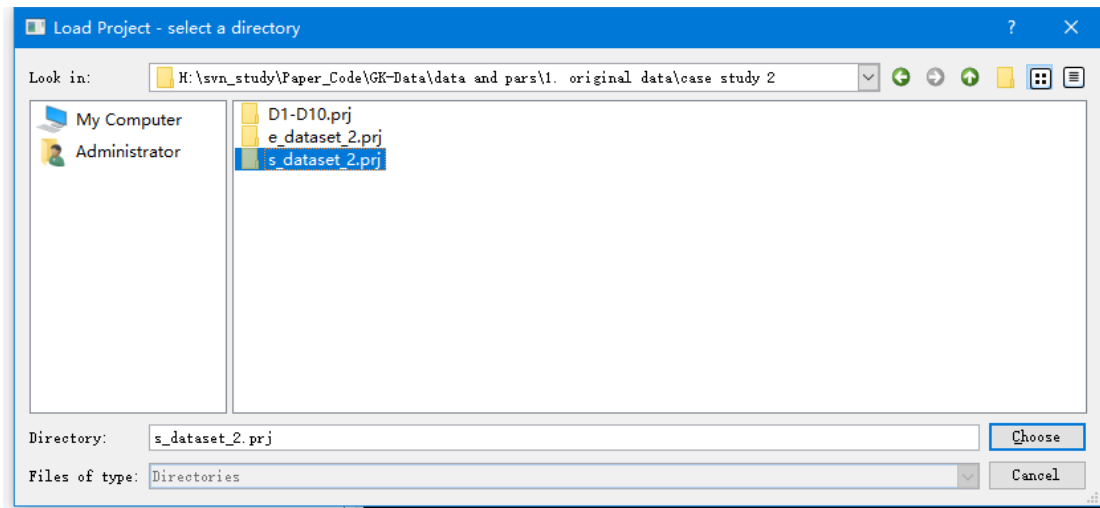 Load Project - select a directory
Look in: H:\svn_study\Paper_Code\GK-Data\data and pars\1. original data\case study 2
My Computer
Administrator
D1-D10.prj
e_dataset_2.prj
s_dataset_2.prj
Directory: s_dataset_2.prj Choose
Files of type: Directories Cancel